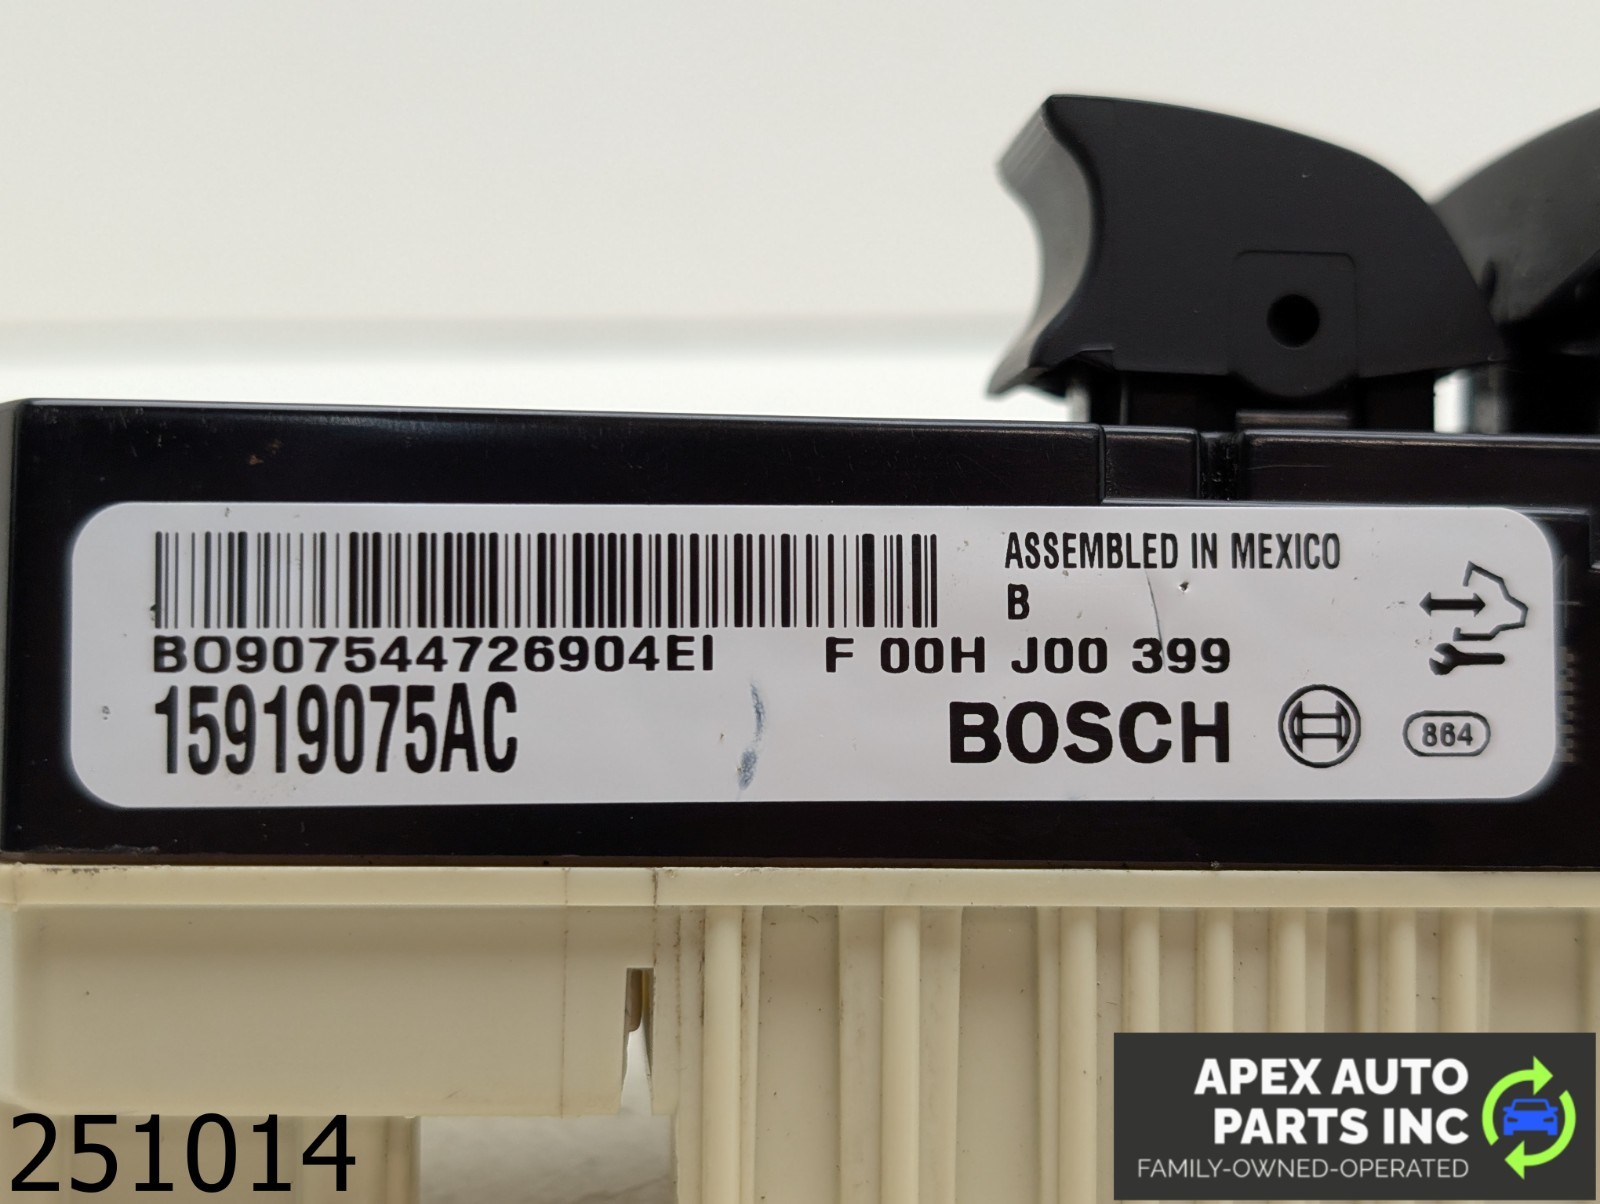 ASSEMBLED IN MEXICO
B
BO907544726904EI F 00H J00 399
15919075AC BOSCH 864
251014
APEX AUTO
PARTS INC
FAMILY-OWNED-OPERATED